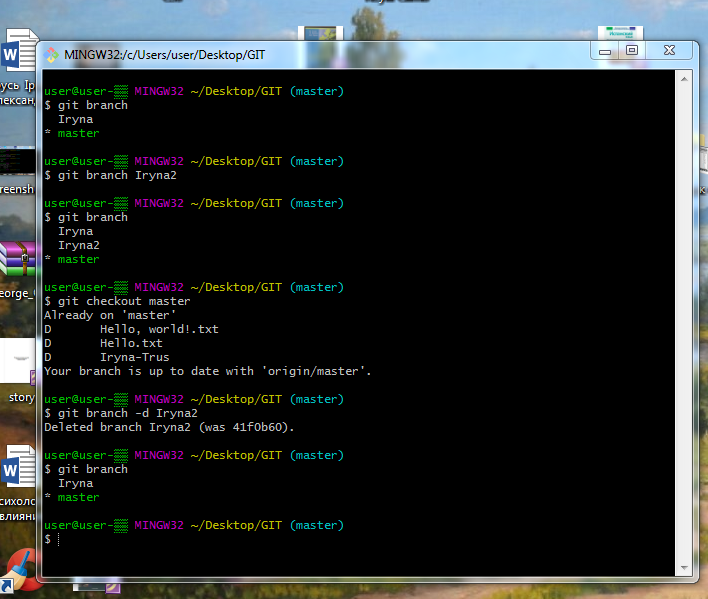 MINGW32:/c/Users/user/Desktop/GIT
user@user- MINGW32 ~/Desktop/GIT (master)
$ git branch
  Iryna
* master
user@user- MINGW32 ~/Desktop/GIT (master)
$ git branch Iryna2
user@user- MINGW32 ~/Desktop/GIT (master)
$ git branch
  Iryna
  Iryna2
* master
user@user- MINGW32 ~/Desktop/GIT (master)
$ git checkout master
Already on 'master'
D       Hello, world!.txt
D       Hello.txt
D       Iryna-Trus
Your branch is up to date with 'origin/master'.
user@user- MINGW32 ~/Desktop/GIT (master)
$ git branch -d Iryna2
Deleted branch Iryna2 (was 41f0b60).
user@user- MINGW32 ~/Desktop/GIT (master)
$ git branch
  Iryna
* master
user@user- MINGW32 ~/Desktop/GIT (master)
$
русь Ір
лександ
reensh
eorge_
story
сихоло
влияни